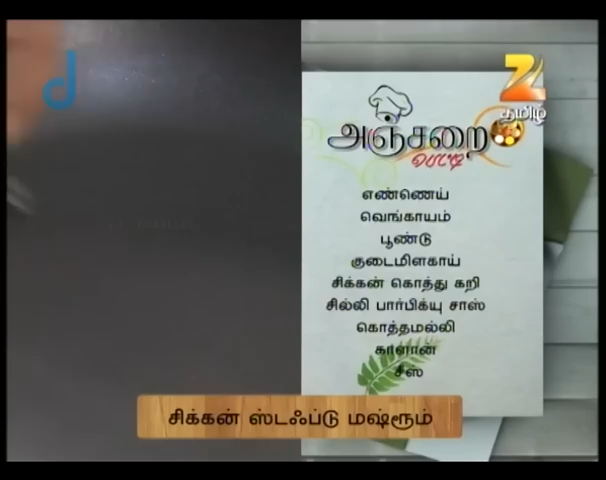 தமிழ்
அஞ்சறை
பெட்டி
எண்ணெய்
வெங்காயம்
பூண்டு
குடைமிளகாய்
சிக்கன் கொத்து கறி
சில்லி பார்பிக்யு சாஸ்
கொத்தமல்லி
காளான்
சீஸ்
சிக்கன் ஸ்டஃப்டு மஷ்ரூம்